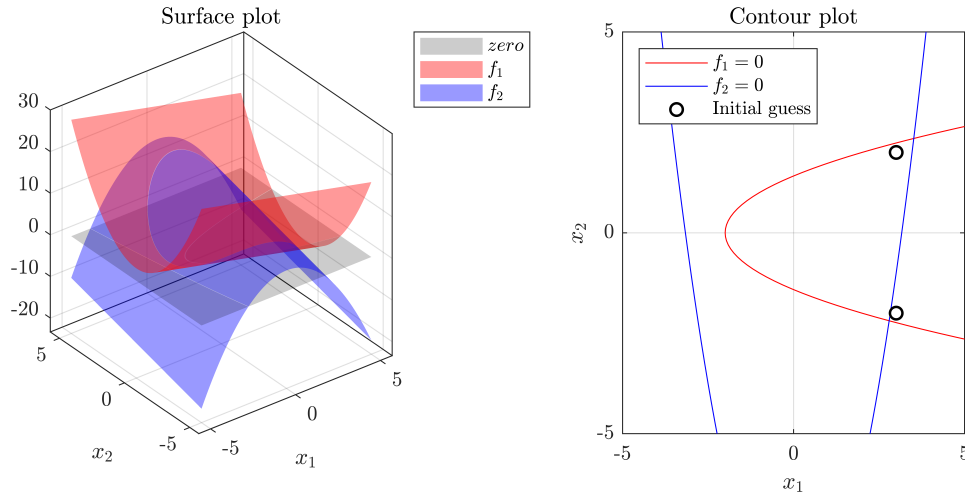 Surface plot
zero
f₁
f₂
30
20
10
0
-10
-20
5
0
-5
x₂
-5
0
5
x₁
Contour plot
f₁ = 0
f₂ = 0
Initial guess
5
0
-5
x₂
-5
0
5
x₁